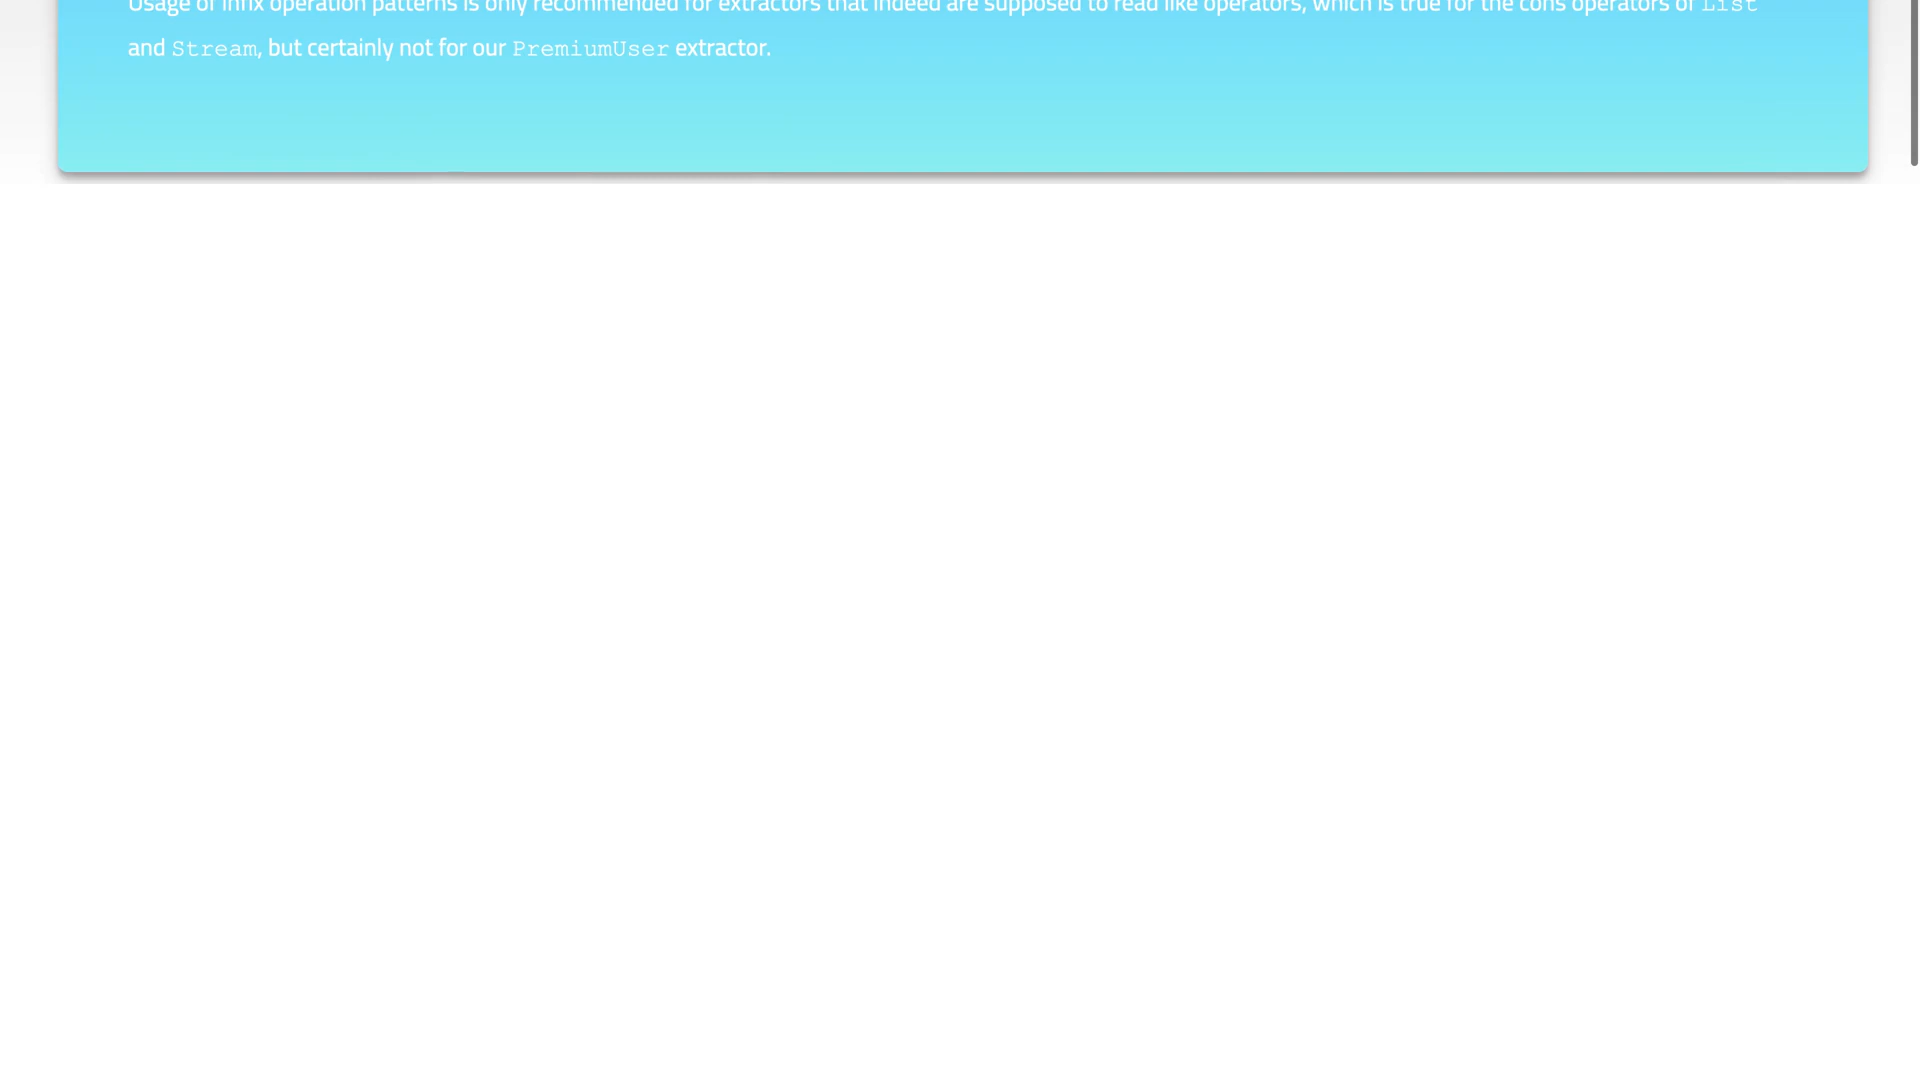 Usage of infix operation patterns is only recommended for extractors that indeed are supposed to read like operators, which is true for the cons operators of List
and Stream, but certainly not for our PremiumUser extractor.